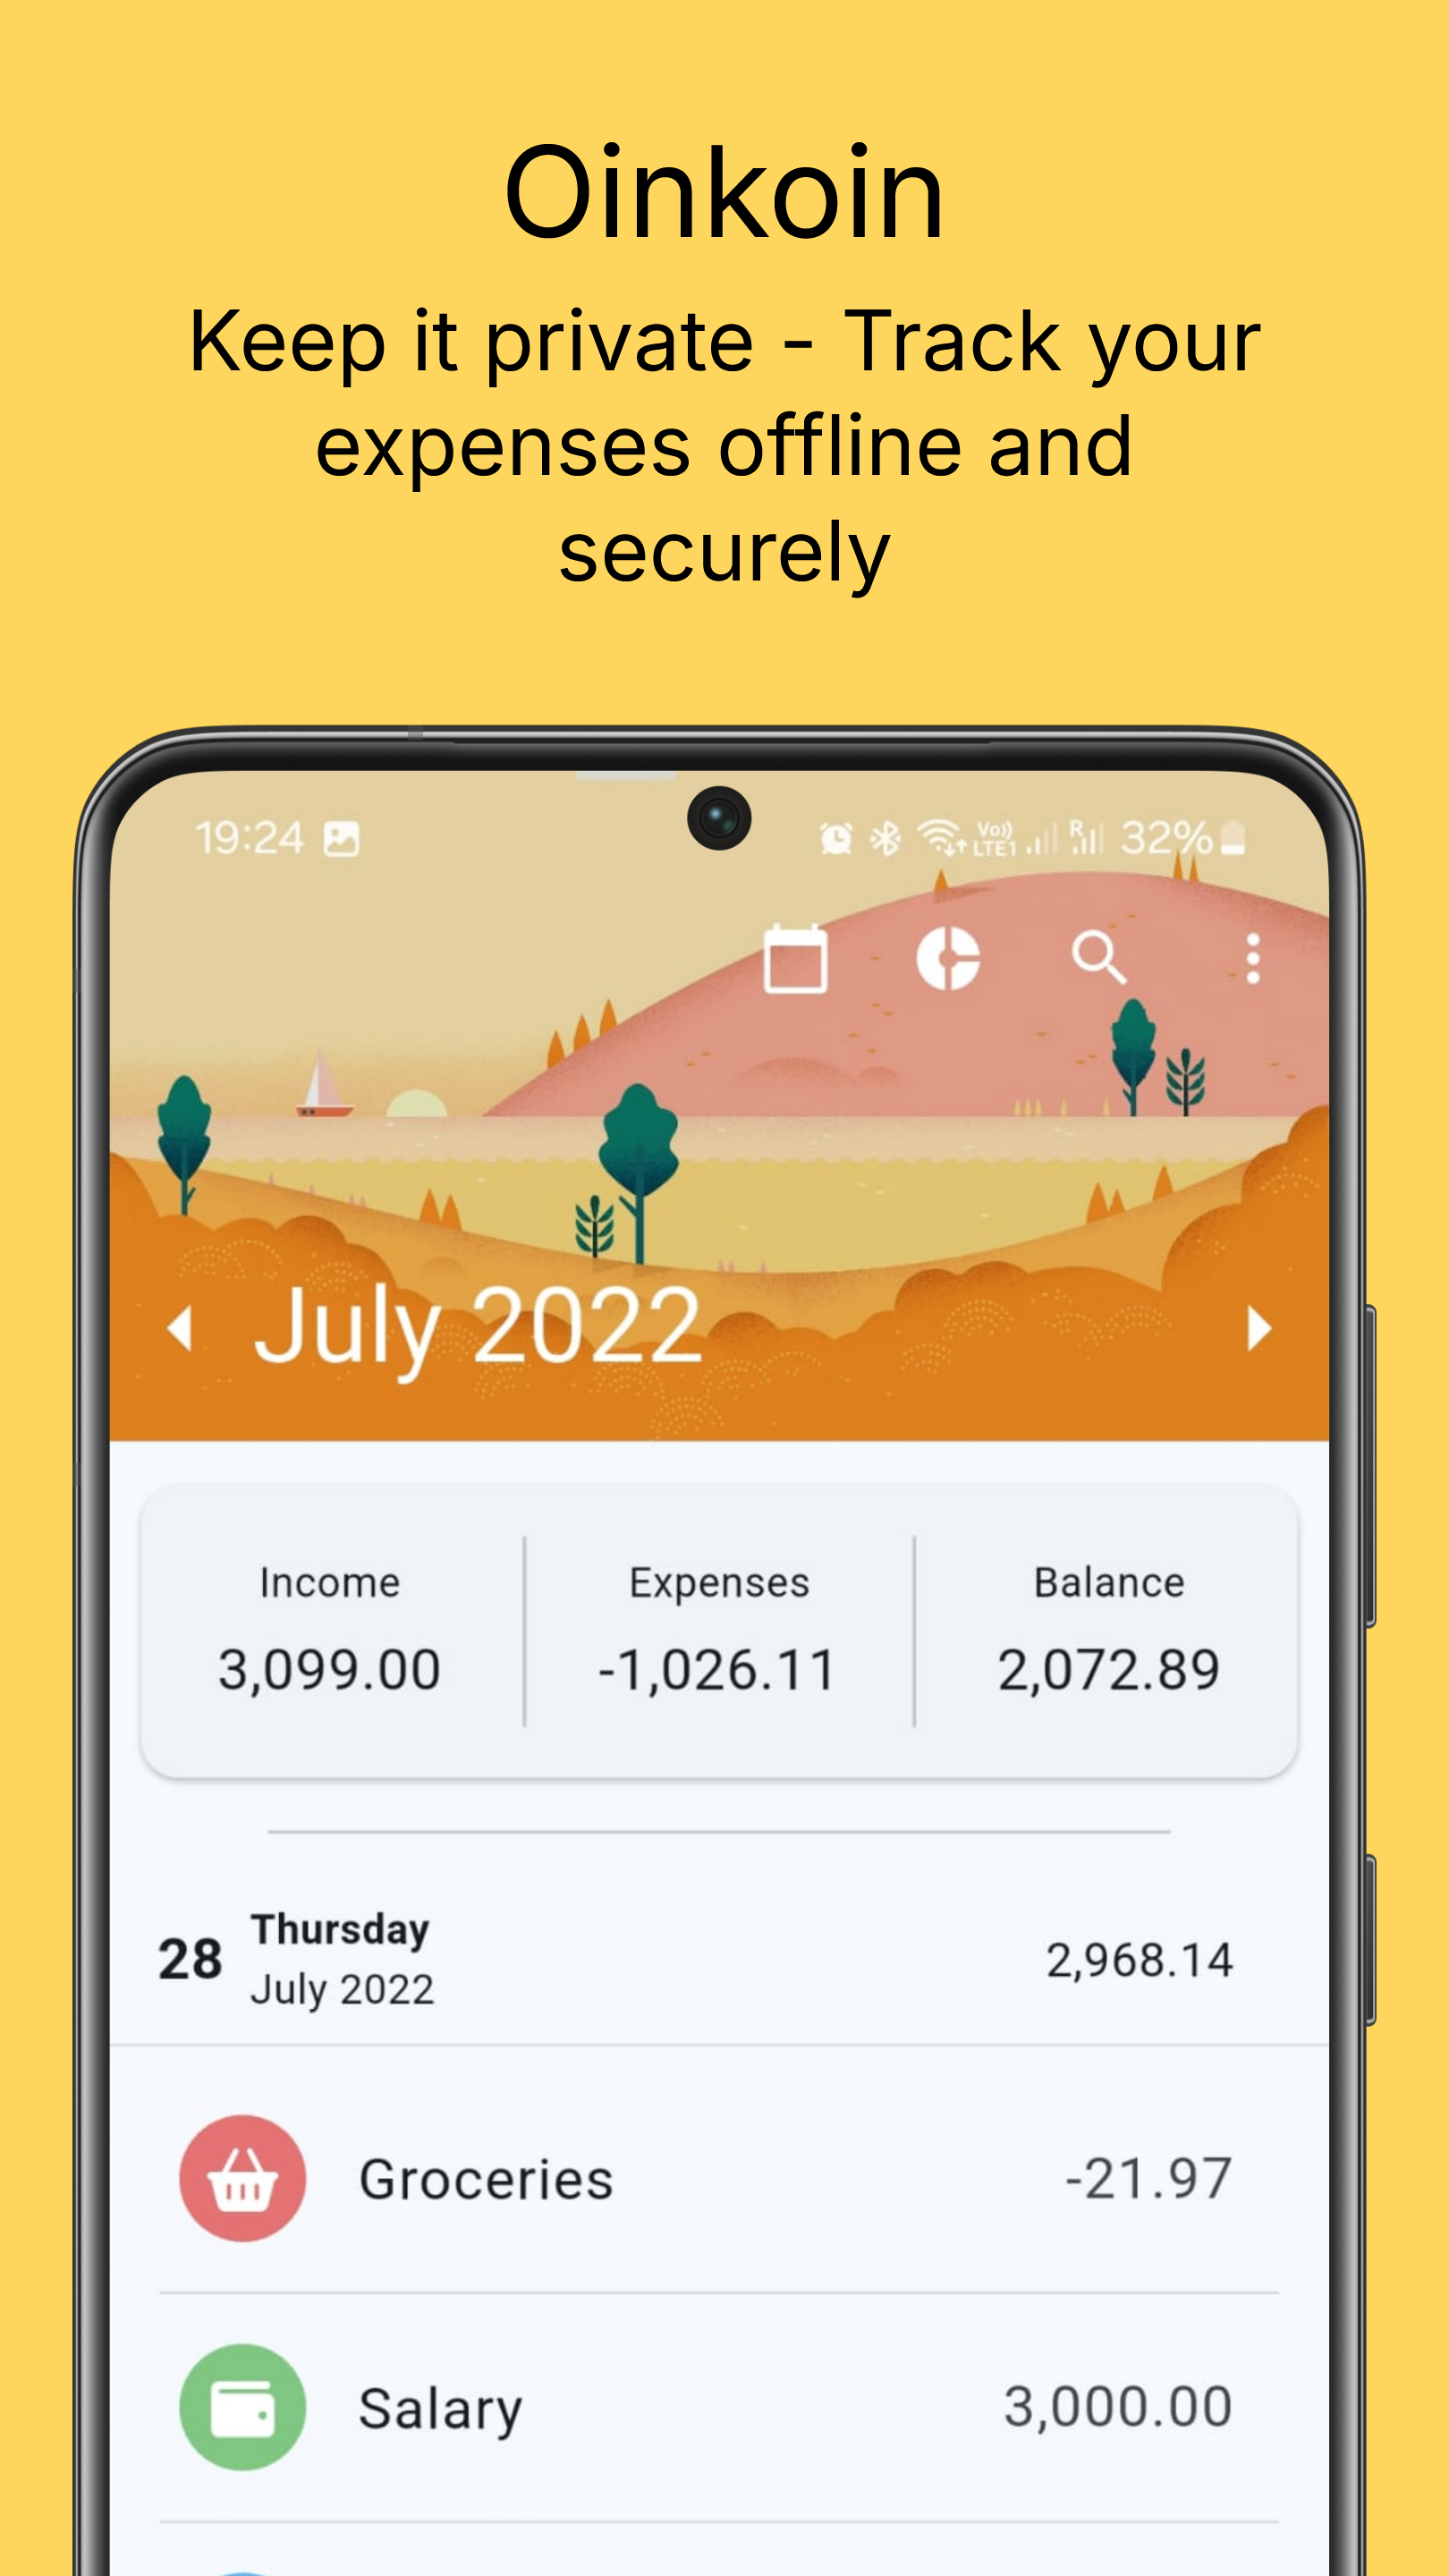 Oinkoin
Keep it private - Track your
expenses offline and
securely
19:24
Vo))
LTE1
R
32%
July 2022
Income
Expenses
Balance
3,099.00
-1,026.11
2,072.89
28
Thursday
July 2022
2,968.14
Groceries
-21.97
Salary
3,000.00